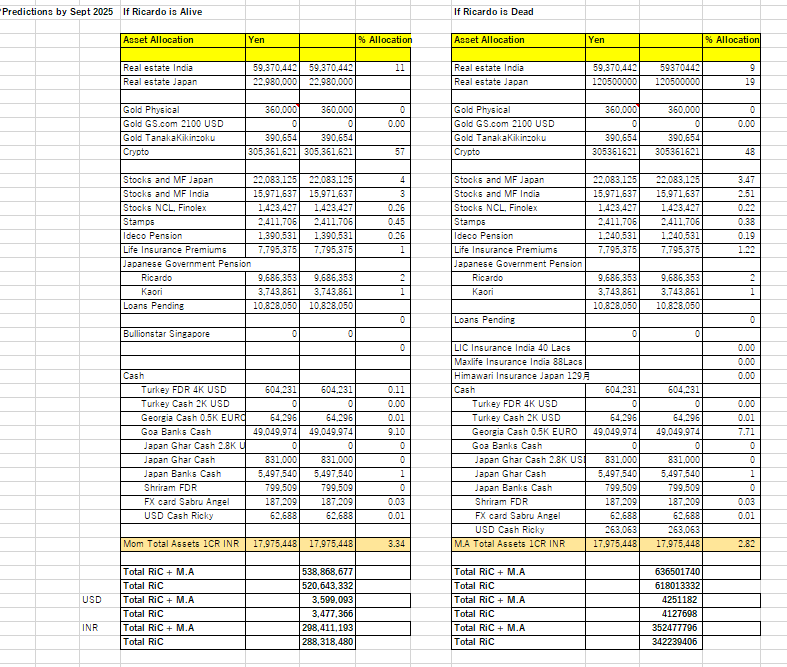 Predictions by Sept 2025 If Ricardo is Alive If Ricardo is Dead
Asset Allocation Yen % Allocation Asset Allocation Yen % Allocation
Real estate India 59,370,442 59,370,442 11 Real estate India 59,370,442 59370442 9
Real estate Japan 22,980,000 22,980,000 Real estate Japan 120500000 120500000 19
Gold Physical 360,000 360,000 0 Gold Physical 360,000 360,000 0
Gold GS.com 2100 USD 0 0 0.00 Gold GS.com 2100 USD 0 0 0.00
Gold TanakaKikinzoku 390,654 390,654 Gold TanakaKikinzoku 390,654 390,654
Crypto 305,361,621 305,361,621 57 Crypto 305361621 305361621 48
Stocks and MF Japan 22,083,125 22,083,125 4 Stocks and MF Japan 22,083,125 22,083,125 3.47
Stocks and MF India 15,971,637 15,971,637 3 Stocks and MF India 15,971,637 15,971,637 2.51
Stocks NCL, Finolex 1,423,427 1,423,427 0.26 Stocks NCL, Finolex 1,423,427 1,423,427 0.22
Stamps 2,411,706 2,411,706 0.45 Stamps 2,411,706 2,411,706 0.38
Ideco Pension 1,390,531 1,390,531 0.26 Ideco Pension 1,240,531 1,240,531 0.19
Life Insurance Premiums 7,795,375 7,795,375 1 Life Insurance Premiums 7,795,375 7,795,375 1.22
Japanese Government Pension Japanese Government Pension
Ricardo 9,686,353 9,686,353 2 Ricardo 9,686,353 9,686,353 2
Kaori 3,743,861 3,743,861 1 Kaori 3,743,861 3,743,861 1
Loans Pending 10,828,050 10,828,050 10,828,050 10,828,050
0 Loans Pending 0
Bullionstar Singapore 0 0 0 0
0 LIC Insurance India 40 Lacs 0.00
Maxlife Insurance India 88Lacs 0.00
Cash Himawari Insurance Japan 129月 0.00
Turkey FDR 4K USD 604,231 604,231 0.11 Cash 604,231 604,231
Turkey Cash 2K USD 0 0 0.00 Turkey FDR 4K USD 0 0 0.00
Georgia Cash 0.5K EURO 64,296 64,296 0.01 Turkey Cash 2K USD 64,296 64,296 0.01
Goa Banks Cash 49,049,974 49,049,974 9.10 Georgia Cash 0.5K EURO 49,049,974 49,049,974 7.71
Japan Ghar Cash 2.8K U 0 0 0 Goa Banks Cash 0 0 0
Japan Ghar Cash 831,000 831,000 0 Japan Ghar Cash 2.8K US 831,000 831,000 0
Japan Banks Cash 5,497,540 5,497,540 1 Japan Ghar Cash 5,497,540 5,497,540 1
Shriram FDR 799,509 799,509 0 Japan Banks Cash 799,509 799,509 0
FX card Sabru Angel 187,209 187,209 0.03 Shriram FDR 187,209 187,209 0.03
USD Cash Ricky 62,688 62,688 0.01 FX card Sabru Angel 62,688 62,688 0.01
USD Cash Ricky 263,063 263,063
Mom Total Assets 1CR INR 17,975,448 17,975,448 3.34 M.A Total Assets 1CR INR 17,975,448 17,975,448 2.82
Total RiC + M.A 538,868,677 Total RiC + M.A 636501740
Total RiC 520,643,332 Total RiC 618013332
USD Total RiC + M.A 3,599,093 Total RiC + M.A 4251182
Total RiC 3,477,366 Total RiC 4127698
INR Total RiC + M.A 298,411,193 Total RiC + M.A 352477796
Total RiC 288,318,480 Total RiC 342239406